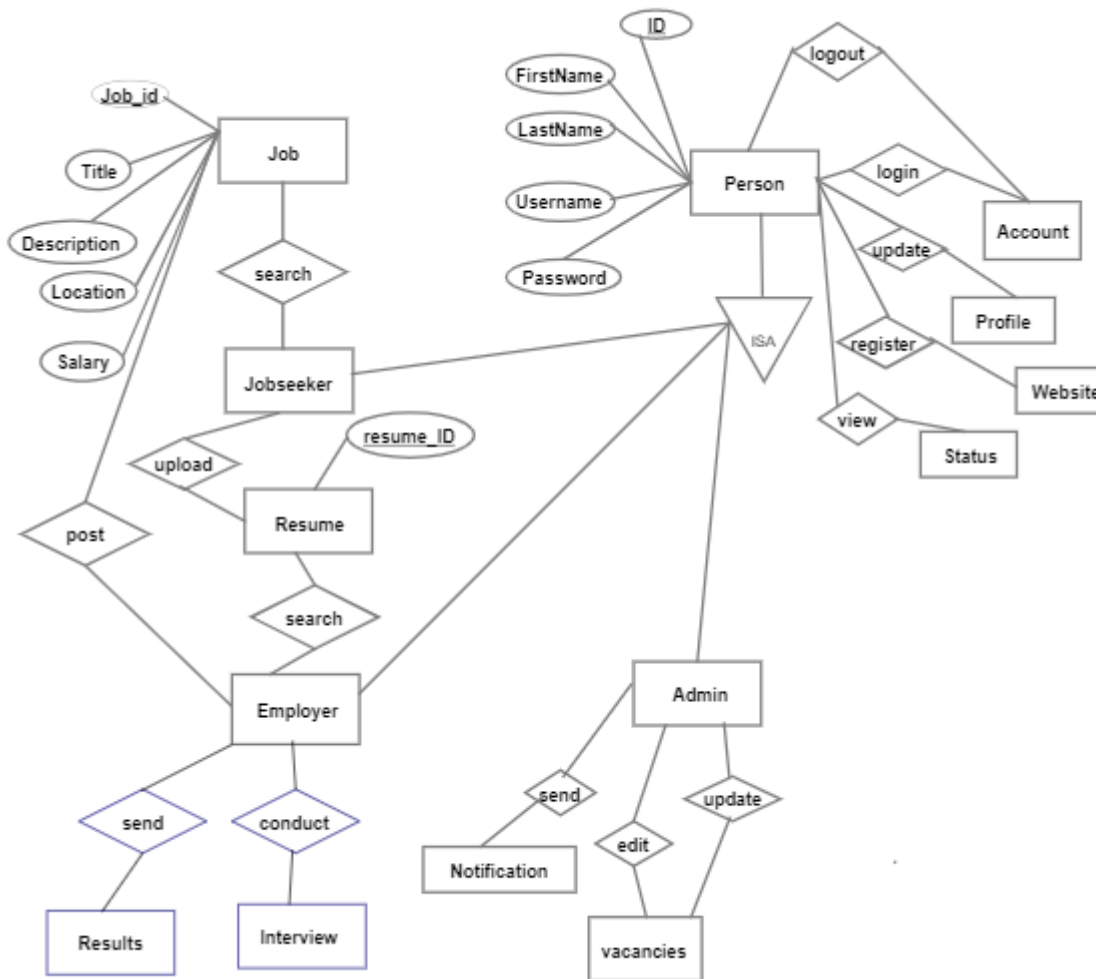 ID
logout
FirstName
Job_id
LastName
Job
Title
login
Person
Username
Account
Description
update
search
Password
Location
Profile
ISA
register
Salary
Jobseeker
Website
view
resume_ID
Status
upload
Resume
post
search
Admin
Employer
send
update
send
conduct
edit
Notification
Results
Interview
vacancies